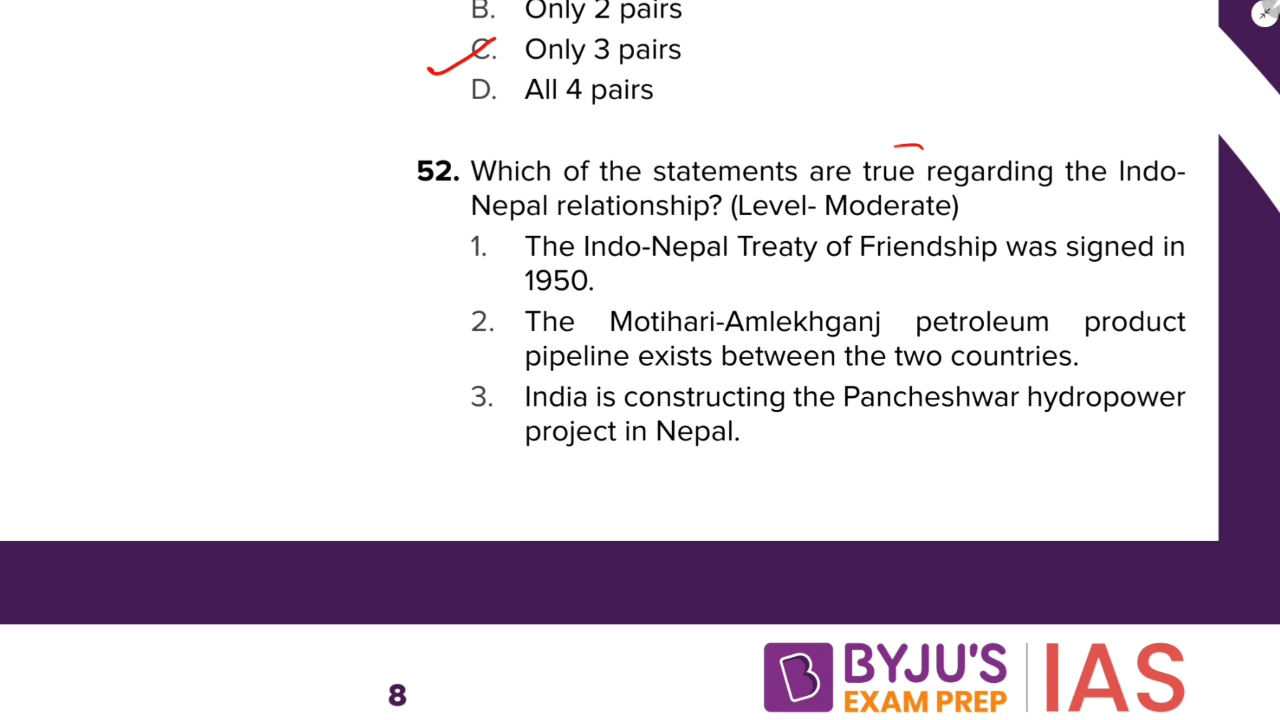 B. Only 2 pairs
C. Only 3 pairs
D. All 4 pairs
52. Which of the statements are true regarding the Indo-
Nepal relationship? (Level- Moderate)
1. The Indo-Nepal Treaty of Friendship was signed in
1950.
2. The Motihari-Amlekhganj petroleum product
pipeline exists between the two countries.
3. India is constructing the Pancheshwar hydropower
project in Nepal.
8
BYJU'S
EXAM PREP
IAS